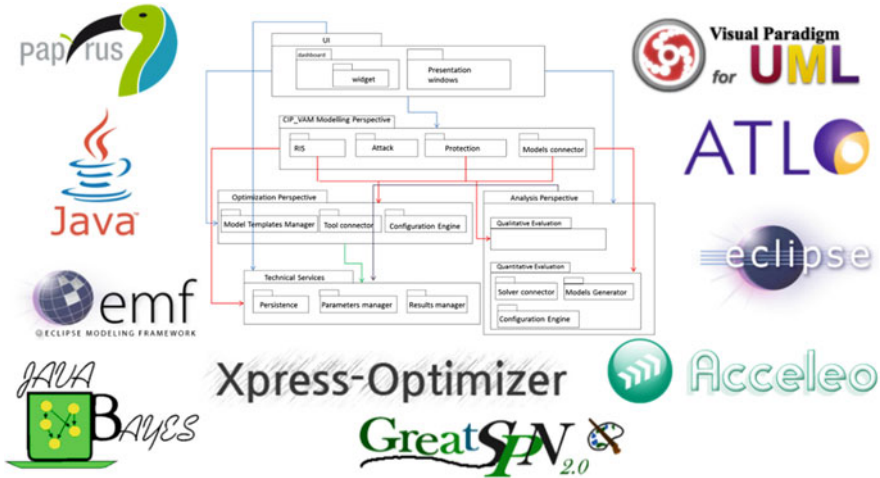 papyrus
Visual Paradigm
for UML
UI
dashboard
widget
Presentation
windows
CIP_VAM Modelling Perspective
RIS
Attack
Protection
Models connector
Java™
ATL
Optimization Perspective
Model Templates Manager
Tool connector
Configuration Engine
Analysis Perspective
Qualitative Evaluation
Quantitative Evaluation
Solver connector
Models Generator
Configuration Engine
Technical Services
Persistence
Parameters manager
Results manager
eclipse
emf
@ECLIPSE MODELING FRAMEWORK
JAVA
BAYES
Xpress-Optimizer
Acceleo
GreatSPN
2.0